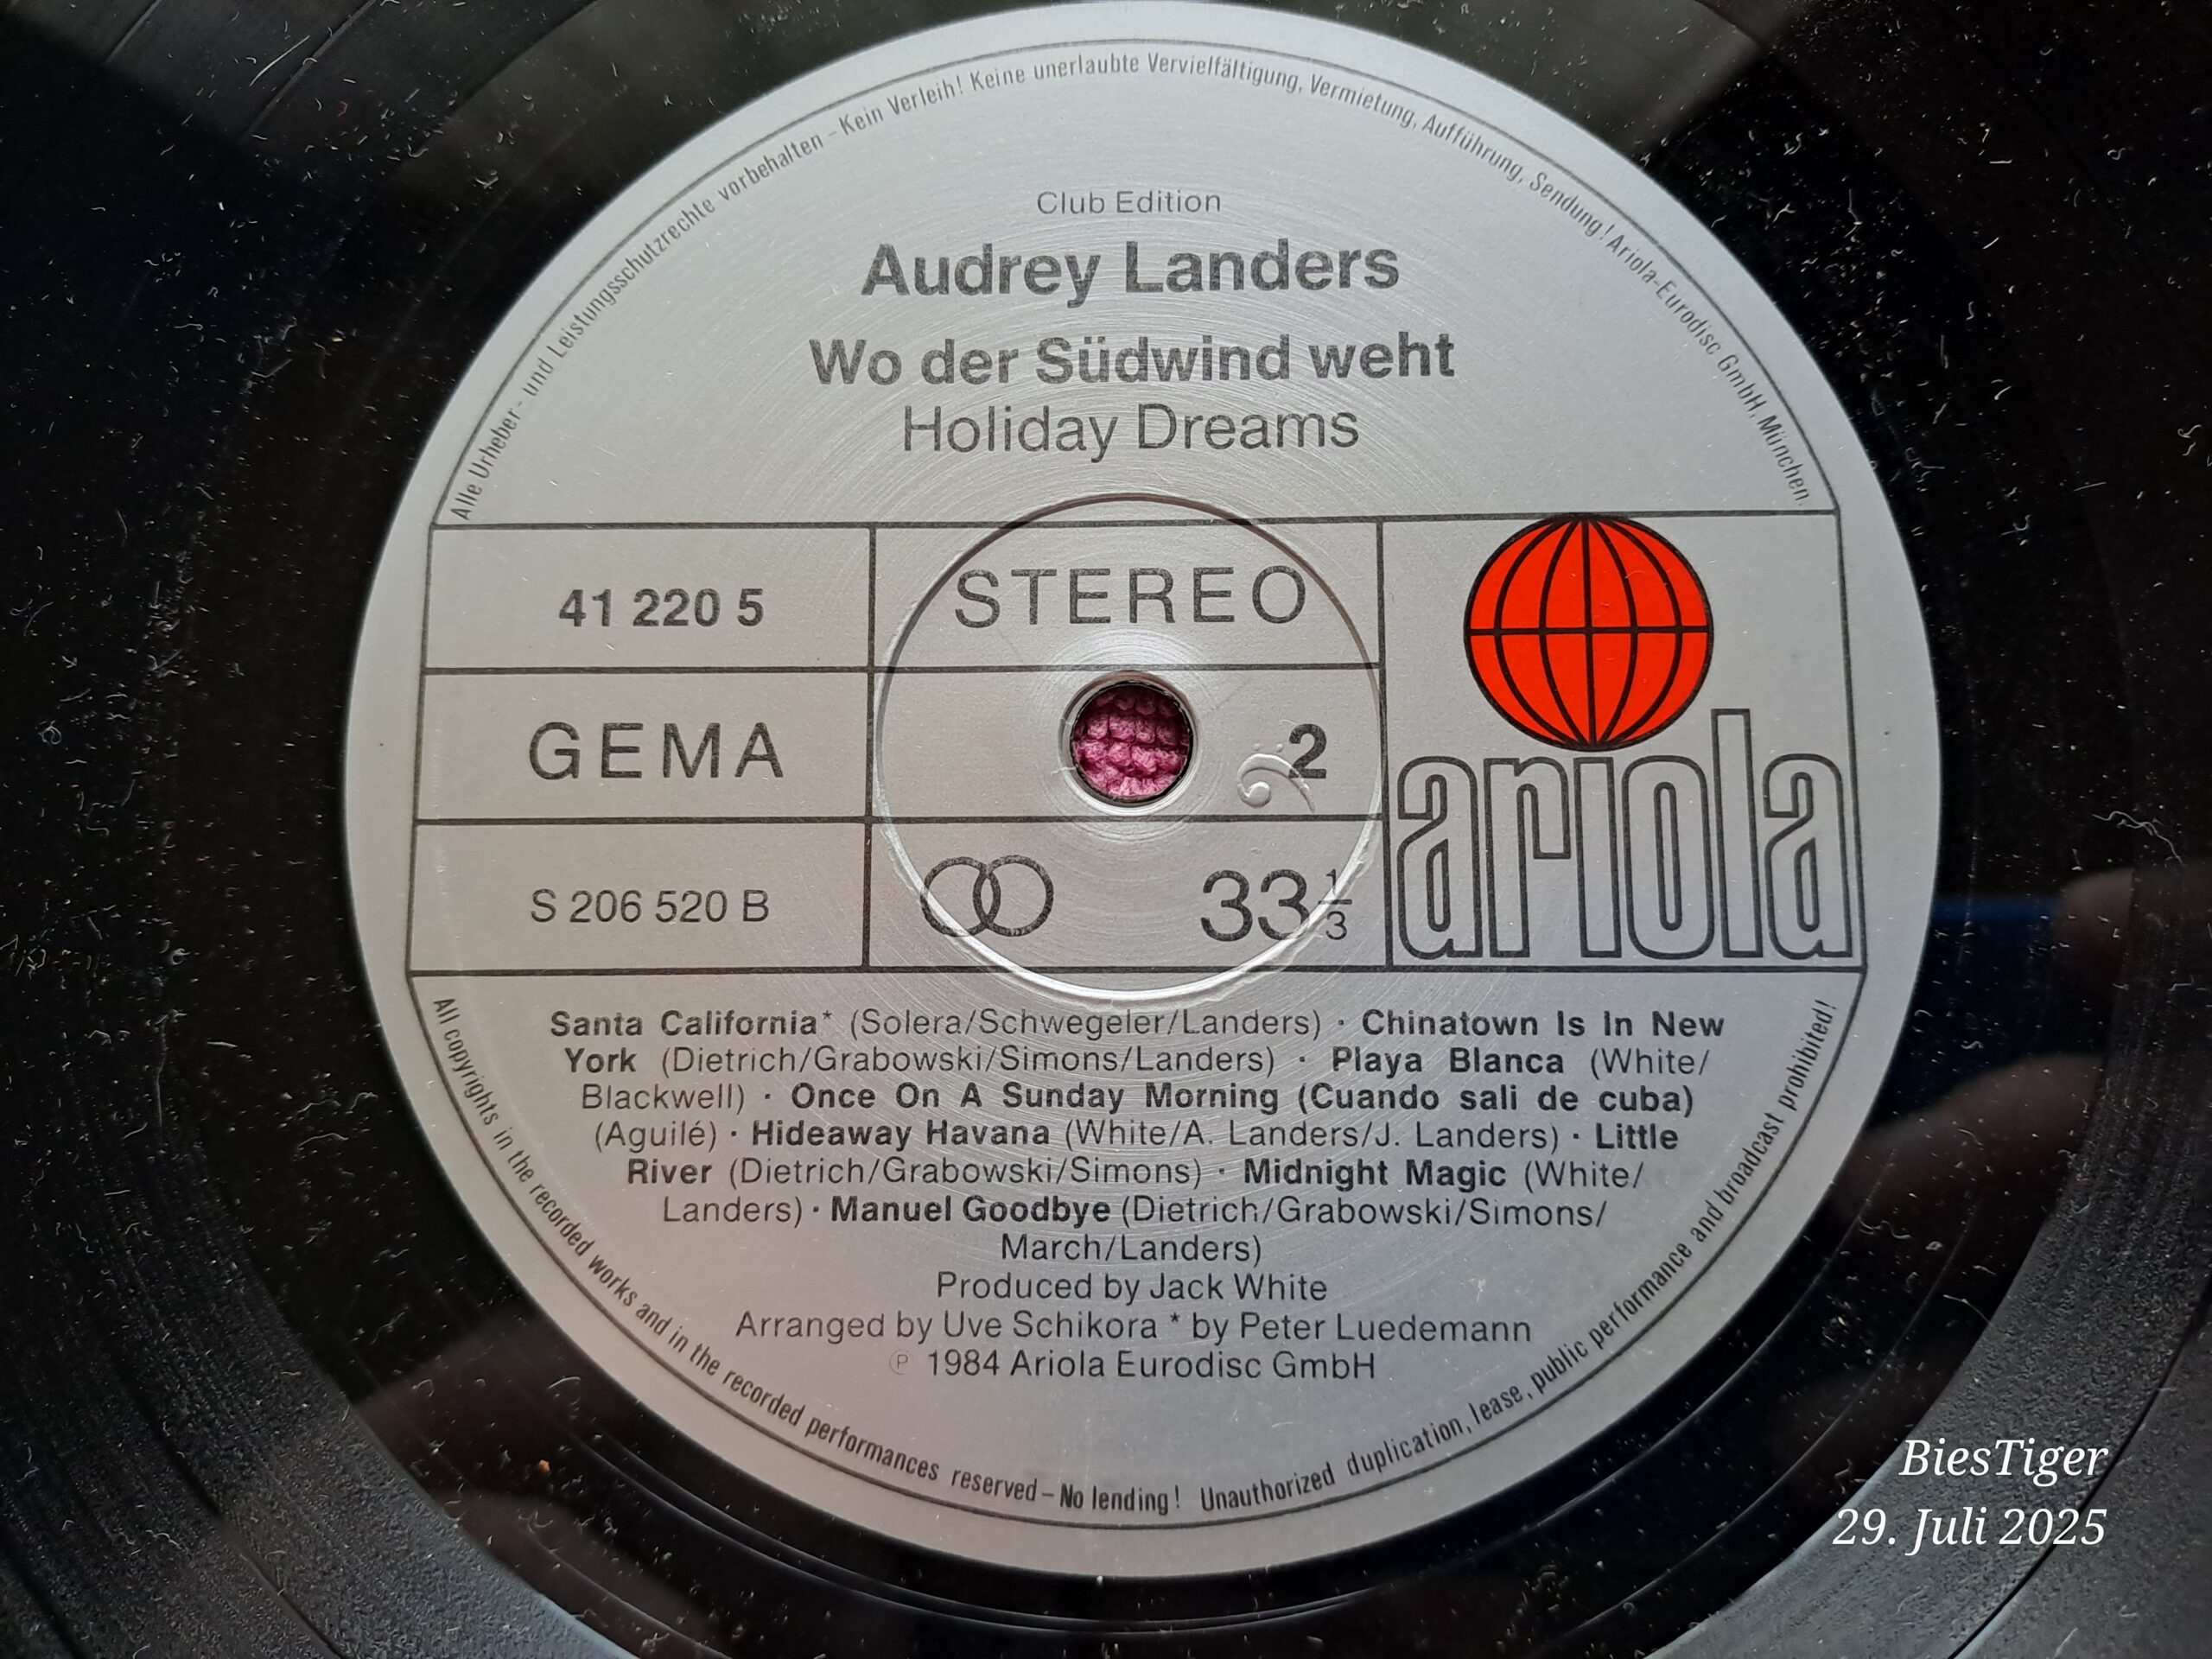 Alle Urheber- und Leistungsschutzrechte vorbehalten – Kein Verleih! Keine unerlaubte Vervielfältigung, Vermietung, Aufführung, Sendung! Ariola-Eurodisc GmbH, München.
Club Edition
Audrey Landers
Wo der Südwind weht
Holiday Dreams
41 220 5
STEREO
GEMA
2
S 206 520 B
33 1/3
ariola
Santa California* (Solera/Schwegeler/Landers) · Chinatown Is In New
York (Dietrich/Grabowski/Simons/Landers) · Playa Blanca (White/
Blackwell) · Once On A Sunday Morning (Cuando sali de cuba)
(Aguilé) · Hideaway Havana (White/A. Landers/J. Landers) · Little
River (Dietrich/Grabowski/Simons) · Midnight Magic (White/
Landers) · Manuel Goodbye (Dietrich/Grabowski/Simons/
March/Landers)
Produced by Jack White
Arranged by Uve Schikora * by Peter Luedemann
℗ 1984 Ariola Eurodisc GmbH
All copyrights in the recorded works and in the recorded performances reserved – No lending! Unauthorized duplication, lease, public performance and broadcast prohibited!
BiesTiger
29. Juli 2025